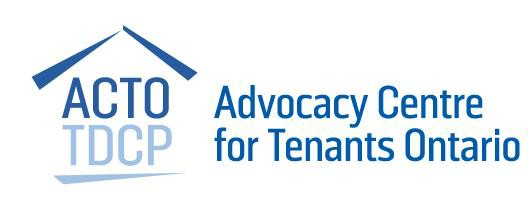 ACTO
TDCP
Advocacy Centre
for Tenants Ontario